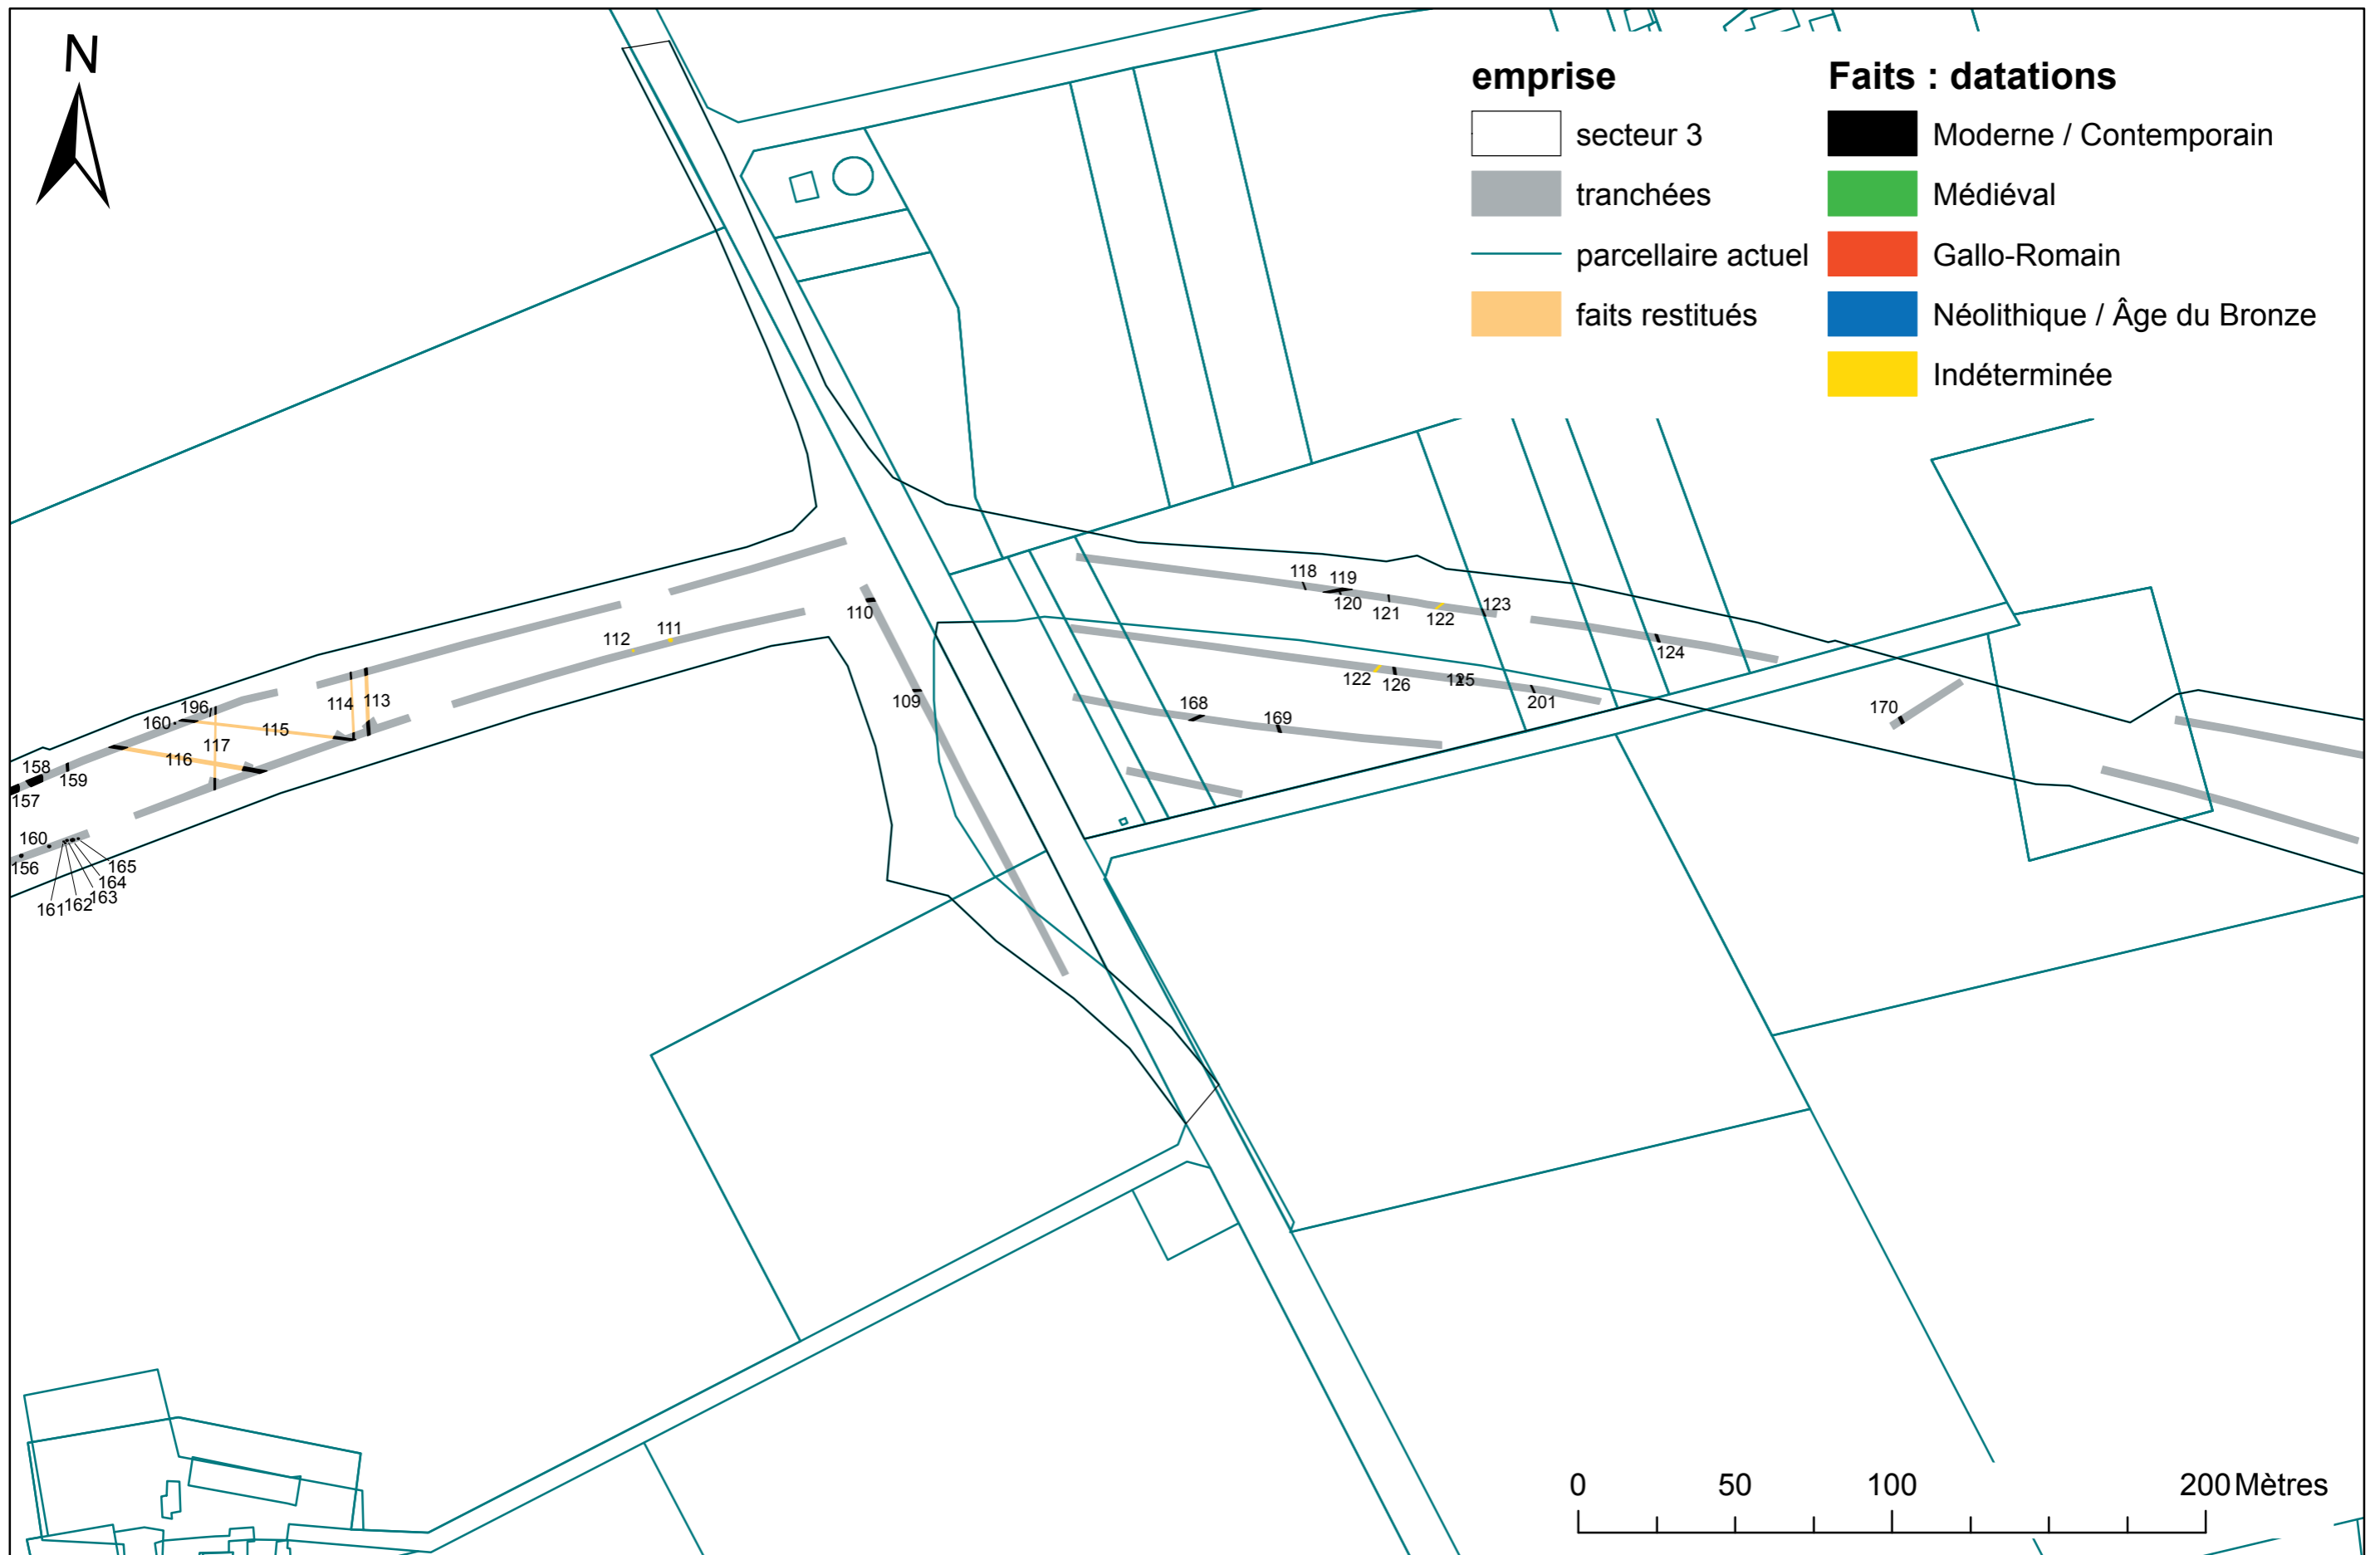 N
emprise
secteur 3
tranchées
parcellaire actuel
faits restitués
Faits : datations
Moderne / Contemporain
Médiéval
Gallo-Romain
Néolithique / Âge du Bronze
Indéterminée
118
119
120
121
122
123
124
110
109
112
111
122
126
125
201
168
169
170
114
113
196
160
115
117
116
158
159
157
160
156
165
164
163
162
161
0 50 100 200 Mètres